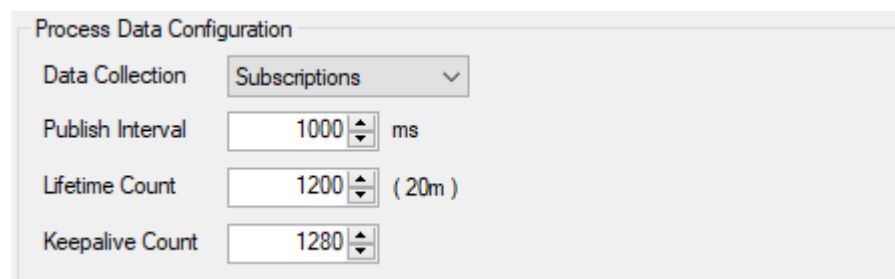 Process Data Configuration
Data Collection Subscriptions
Publish Interval 1000 ms
Lifetime Count 1200 ( 20m )
Keepalive Count 1280